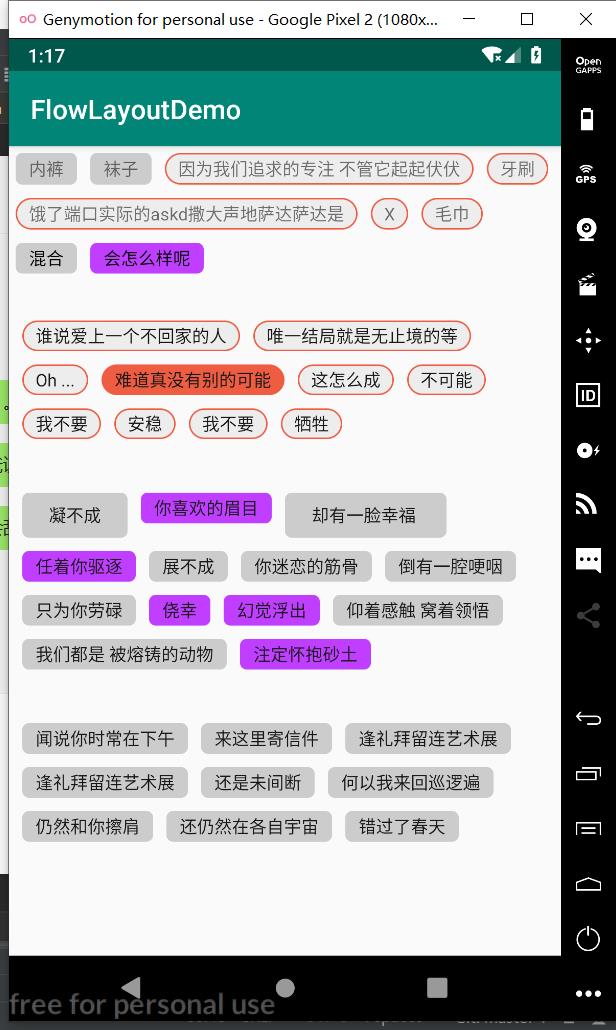 Genymotion for personal use - Google Pixel 2 (1080x...
1:17
Open GAPPS
FlowLayoutDemo
GPS
内裤 袜子 因为我们追求的专注 不管它起起伏伏 牙刷
饿了端口实际的askd撒大声地萨达萨达是 X 毛巾
混合 会怎么样呢
谁说爱上一个不回家的人 唯一结局就是无止境的等
Oh ... 难道真没有别的可能 这怎么成 不可能
ID
我不要 安稳 我不要 牺牲
凝不成 你喜欢的眉目 却有一脸幸福
任着你驱逐 展不成 你迷恋的筋骨 倒有一腔哽咽
只为你劳碌 侥幸 幻觉浮出 仰着感触 窝着领悟
我们都是 被熔铸的动物 注定怀抱砂土
闻说你时常在下午 来这里寄信件 逢礼拜留连艺术展
逢礼拜留连艺术展 还是未间断 何以我来回巡逻遍
仍然和你擦肩 还仍然在各自宇宙 错过了春天
free for personal use